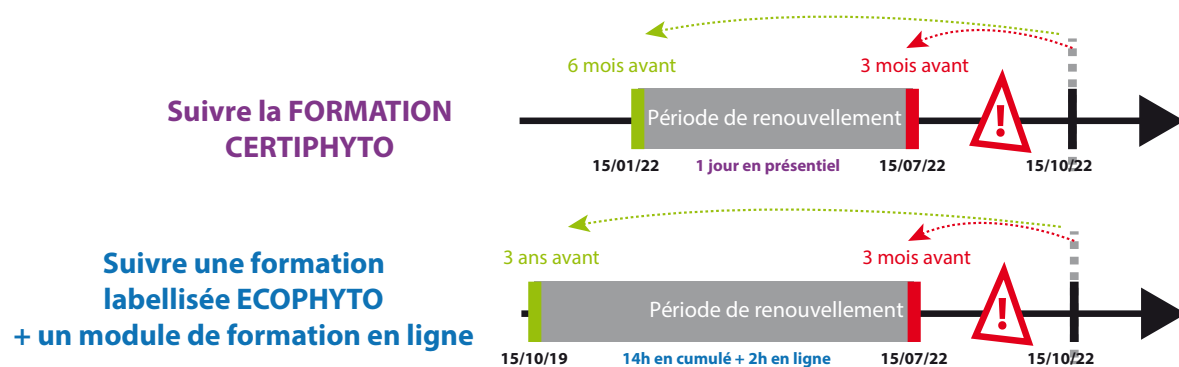 6 mois avant
3 mois avant
Suivre la FORMATION
CERTIPHYTO
Période de renouvellement
!
15/01/22
1 jour en présentiel
15/07/22
15/10/22
3 ans avant
3 mois avant
Suivre une formation
labellisée ECOPHYTO
+ un module de formation en ligne
Période de renouvellement
!
15/10/19
14h en cumulé + 2h en ligne
15/07/22
15/10/22